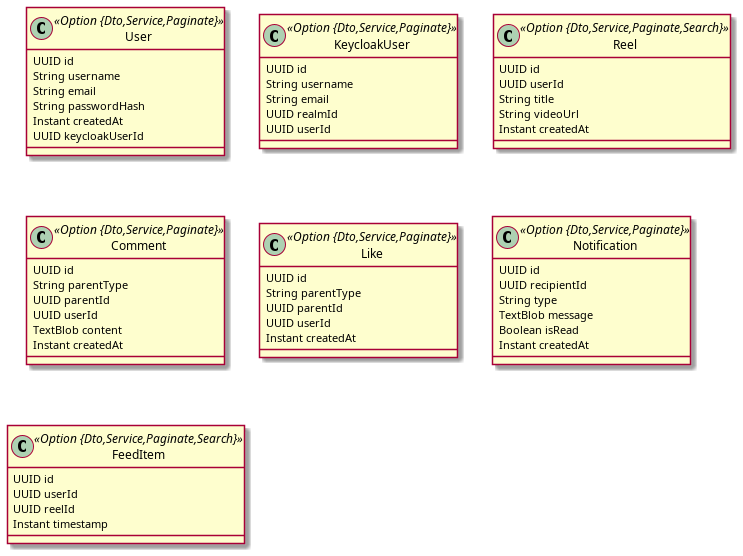 C
«Option {Dto,Service,Paginate}»
User
UUID id
String username
String email
String passwordHash
Instant createdAt
UUID keycloakUserId
C
«Option {Dto,Service,Paginate}»
KeycloakUser
UUID id
String username
String email
UUID realmId
UUID userId
C
«Option {Dto,Service,Paginate,Search}»
Reel
UUID id
UUID userId
String title
String videoUrl
Instant createdAt
C
«Option {Dto,Service,Paginate}»
Comment
UUID id
String parentType
UUID parentId
UUID userId
TextBlob content
Instant createdAt
C
«Option {Dto,Service,Paginate}»
Like
UUID id
String parentType
UUID parentId
UUID userId
Instant createdAt
C
«Option {Dto,Service,Paginate}»
Notification
UUID id
UUID recipientId
String type
TextBlob message
Boolean isRead
Instant createdAt
C
«Option {Dto,Service,Paginate,Search}»
FeedItem
UUID id
UUID userId
UUID reelId
Instant timestamp